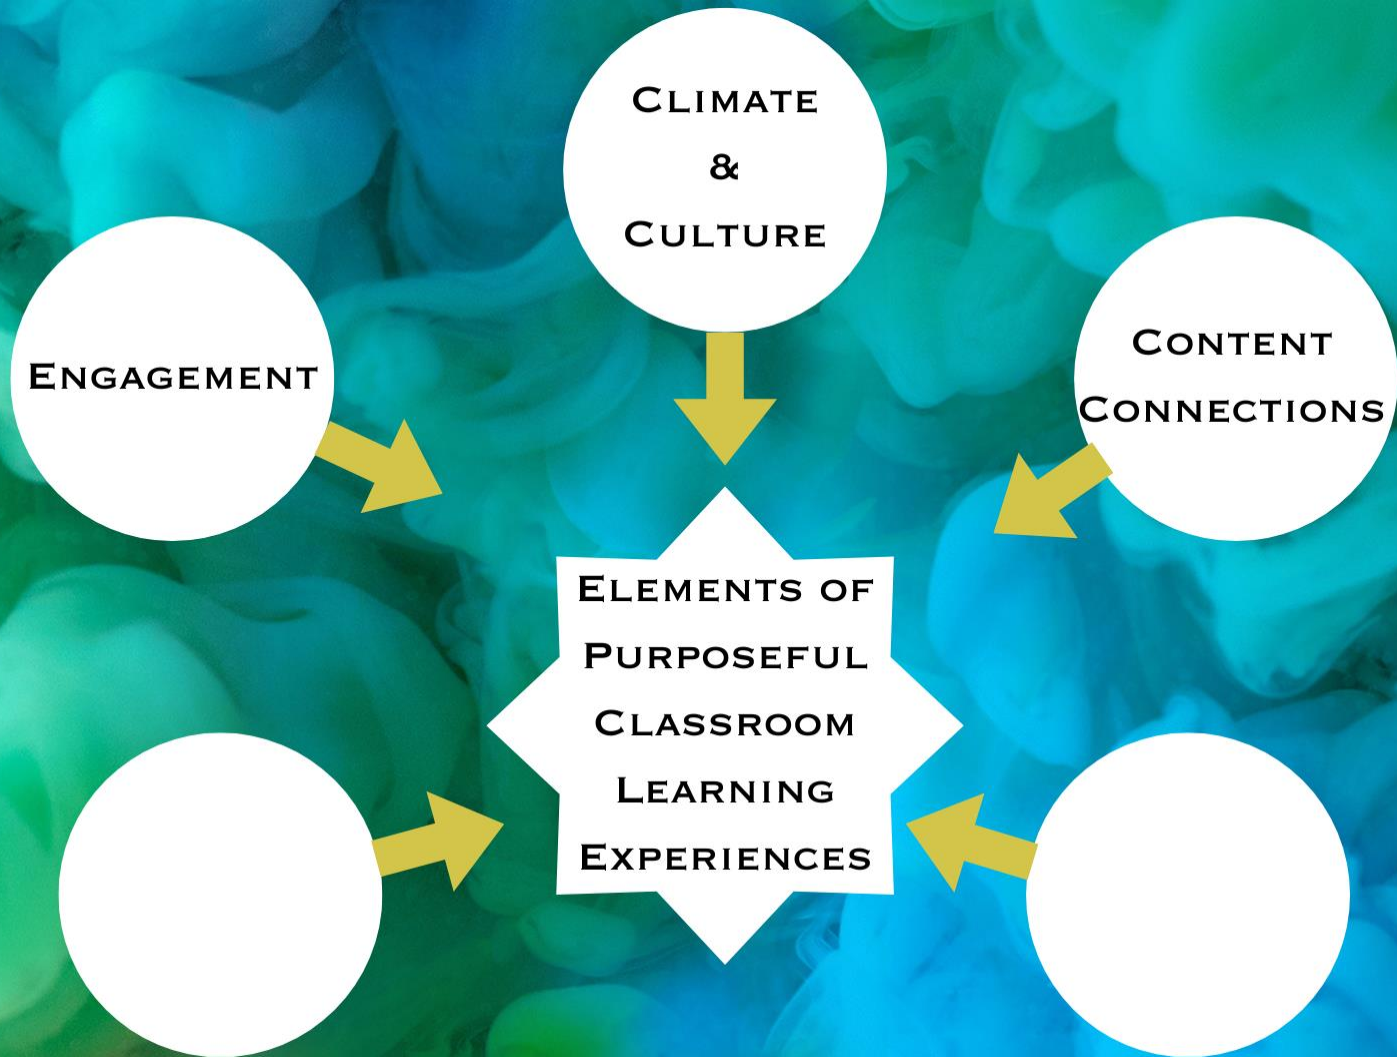 Climate
&
Culture
Engagement
Content
Connections
Elements of
Purposeful
Classroom
Learning
Experiences